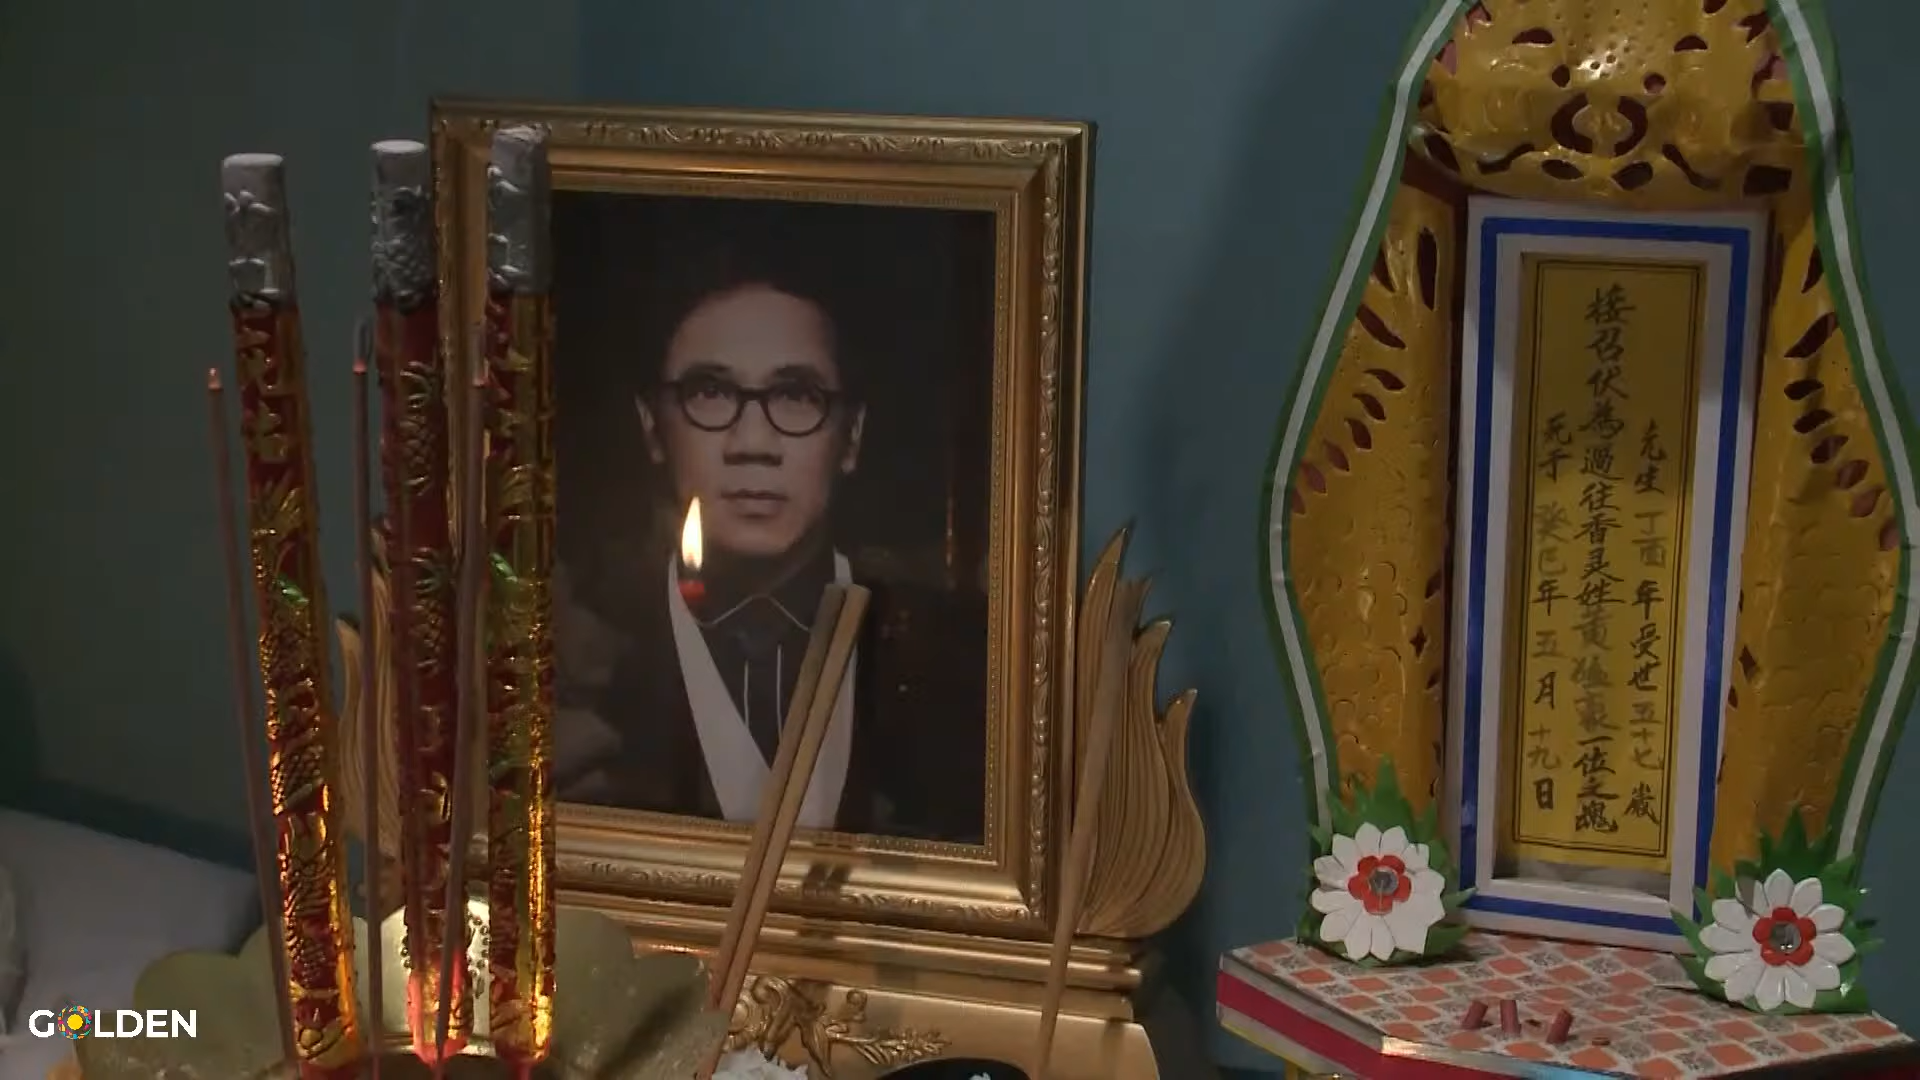 元生丁酉年受世五十七歲
接召伏為過往香灵姓黃 一位之魂
死于癸巳年五月十九日
GOLDEN